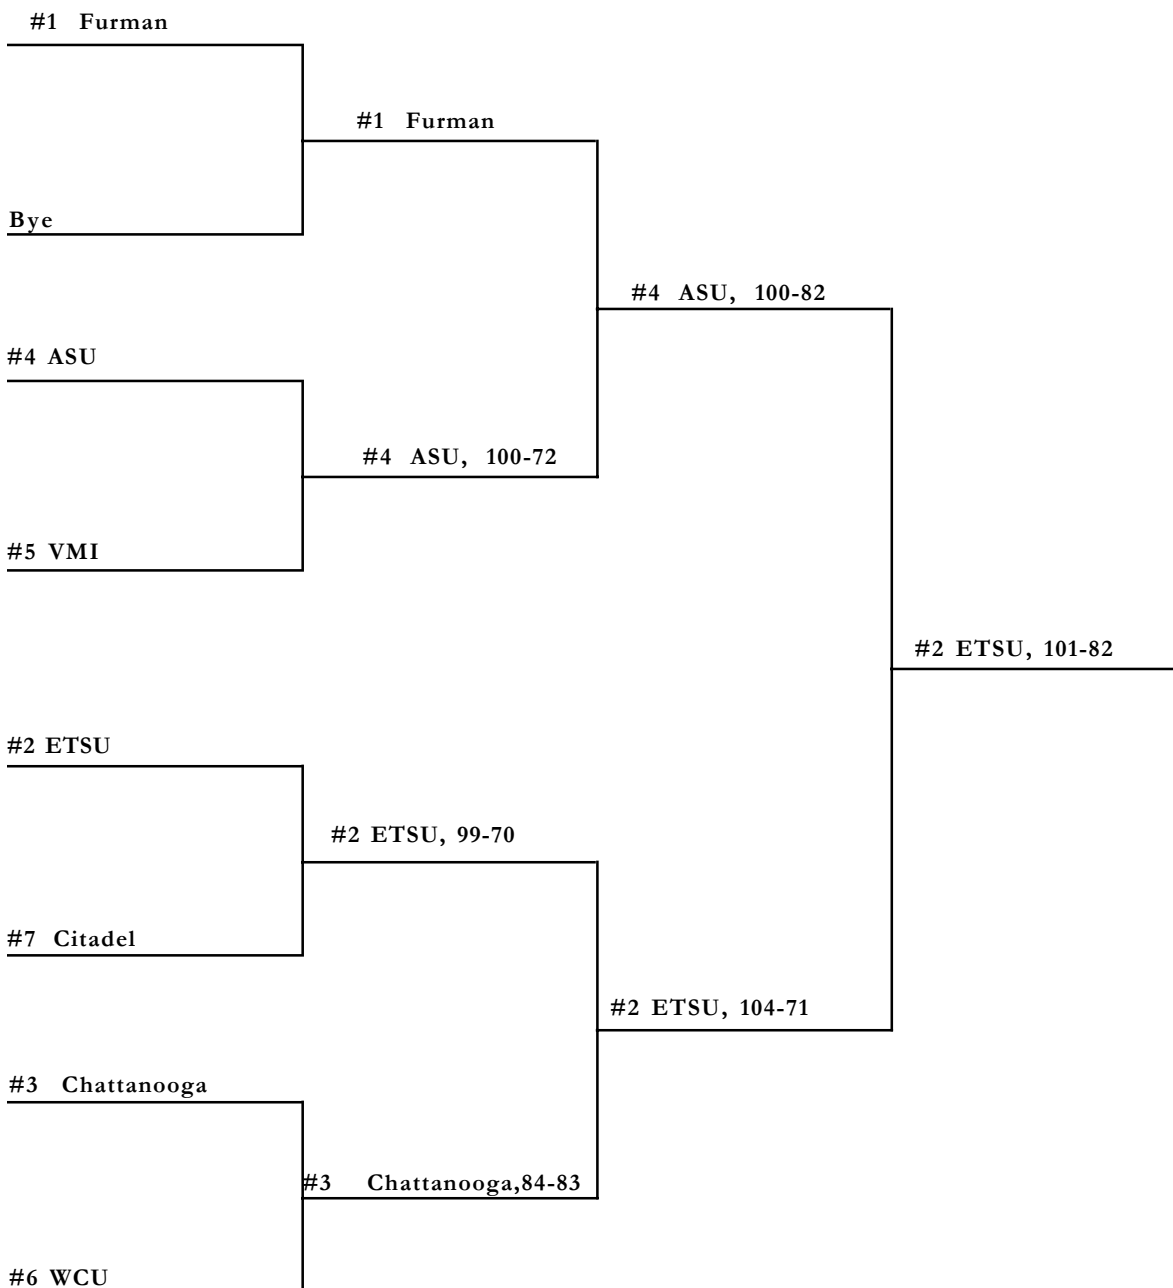 #1 Furman
#1 Furman
Bye
#4 ASU, 100-82
#4 ASU
#4 ASU, 100-72
#5 VMI
#2 ETSU, 101-82
#2 ETSU
#2 ETSU, 99-70
#7 Citadel
#2 ETSU, 104-71
#3 Chattanooga
#3 Chattanooga,84-83
#6 WCU